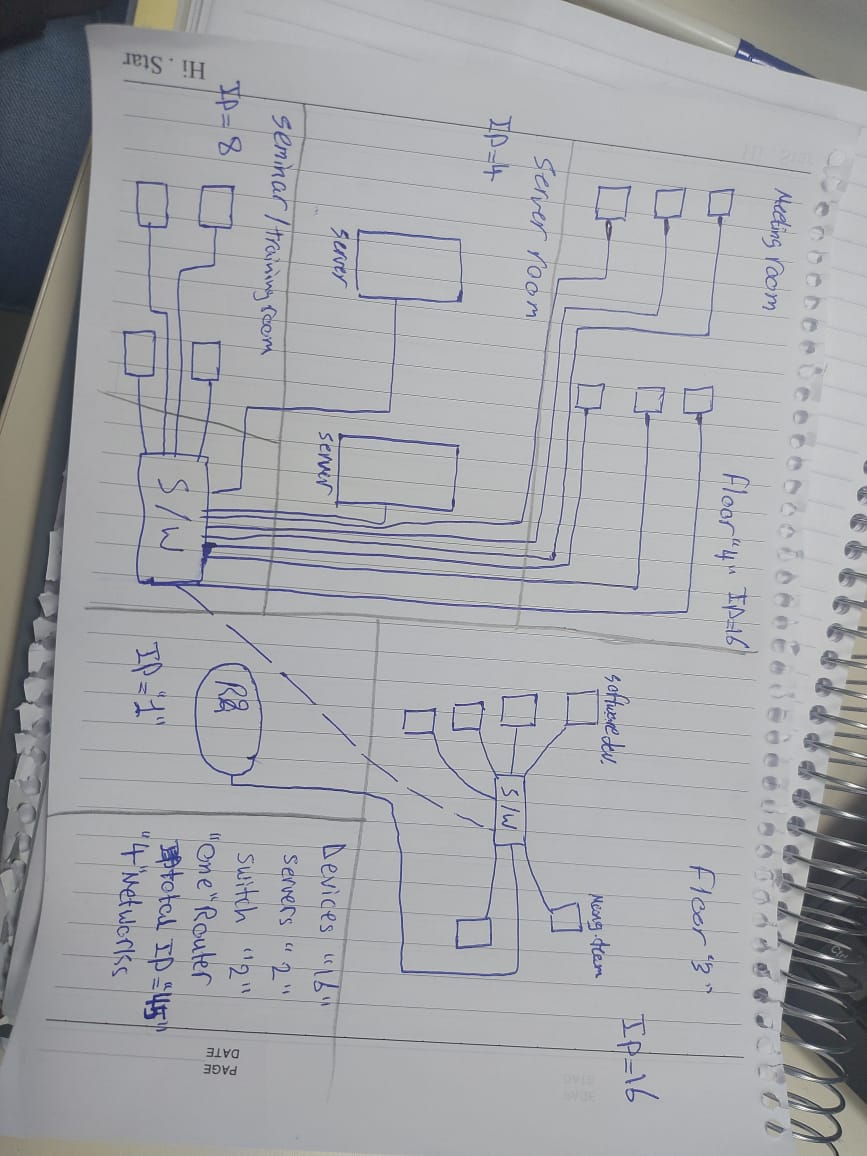 Hi . Star
Meeting room
floor "4" IP=16
Server room
IP=4
server
server
Seminar / training room
IP = 8
S/W
floor "3"
IP=16
software dev.
Mang. team
S/W
IP="1"
Devices "16"
servers "2"
switch "2"
"one" Router
total IP="45"
"4" Networks
PAGE
DATE